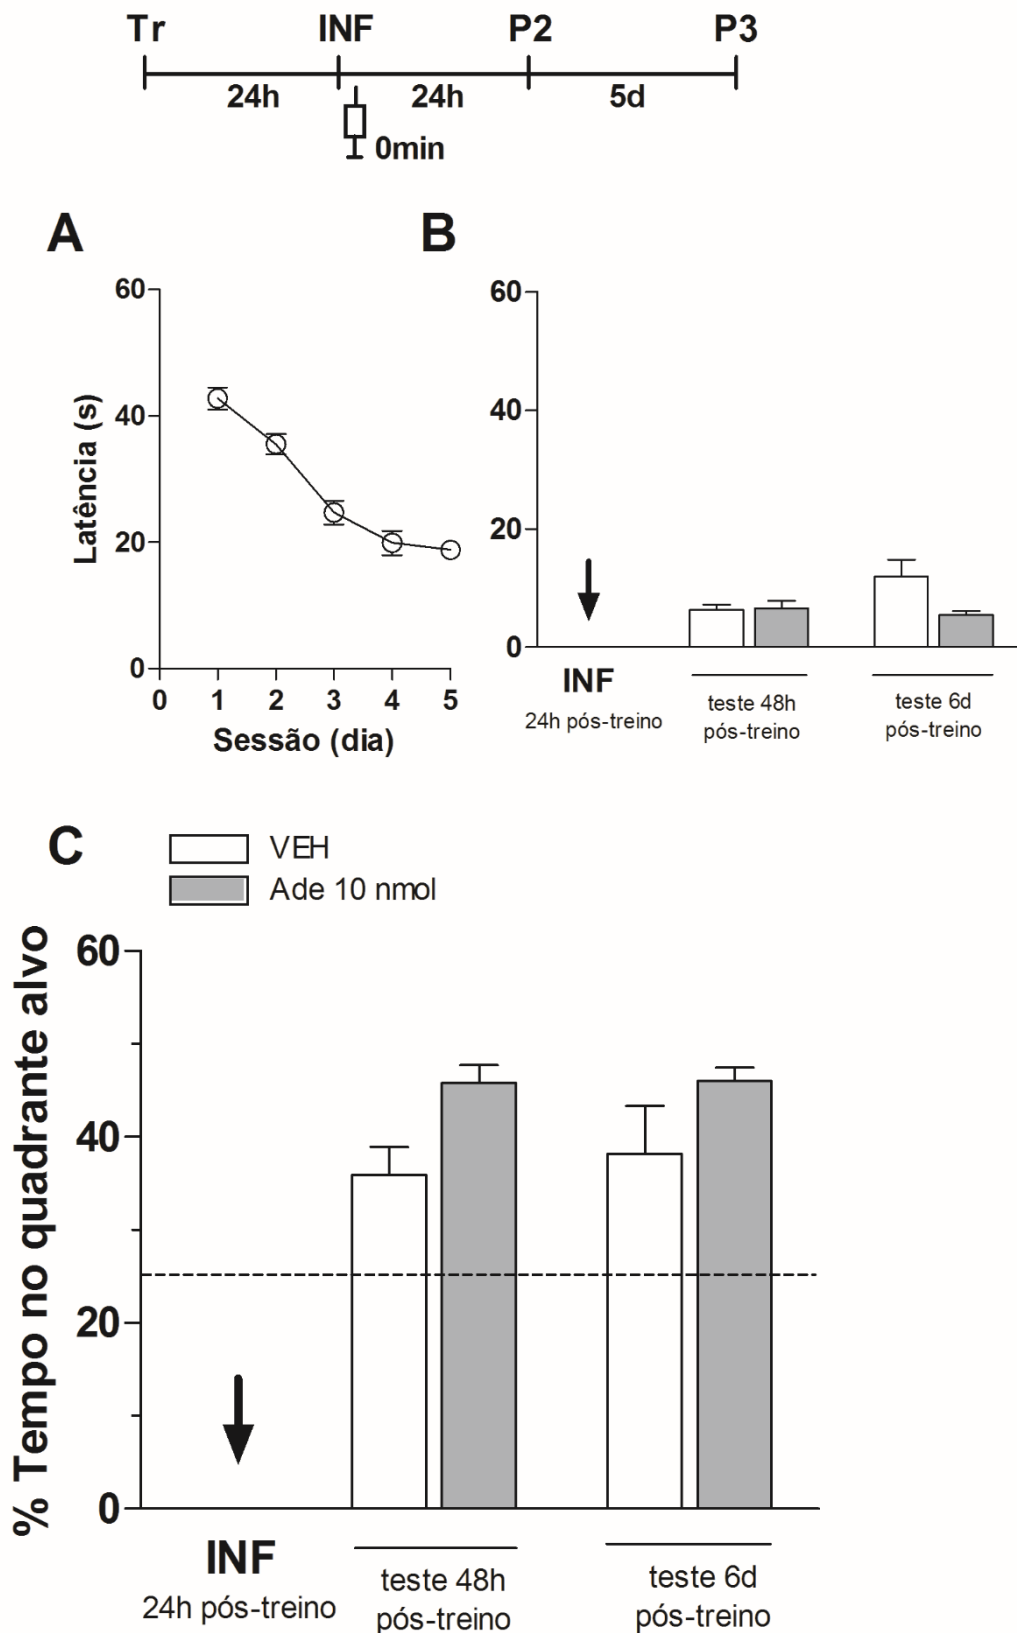 Tr INF P2 P3
24h 24h 5d
0min
A
60
40
20
0
Latência (s)
0 1 2 3 4 5
Sessão (dia)
B
60
40
20
0
INF
24h pós-treino
teste 48h
pós-treino
teste 6d
pós-treino
C
VEH
Ade 10 nmol
% Tempo no quadrante alvo
60
40
20
0
INF
24h pós-treino
teste 48h
pós-treino
teste 6d
pós-treino